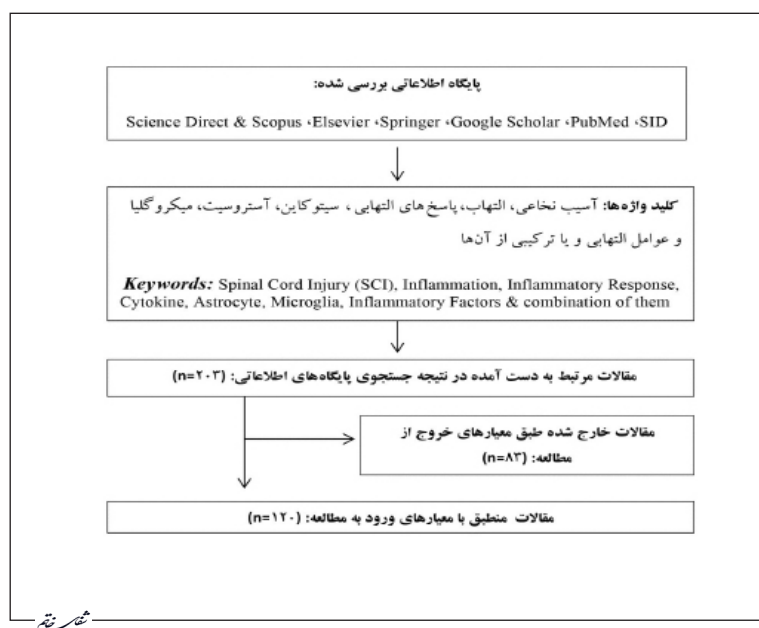 پایگاه اطلاعاتی بررسی شده:
Science Direct & Scopus ،Elsevier ،Springer ،Google Scholar ،PubMed ،SID
کلید واژه‌ها: آسیب نخاعی، التهاب، پاسخ‌های التهابی ، سیتوکاین، آستروسیت، میکروگلیا
و عوامل التهابی و یا ترکیبی از آن‌ها
Keywords: Spinal Cord Injury (SCI), Inflammation, Inflammatory Response,
Cytokine, Astrocyte, Microglia, Inflammatory Factors & combination of them
مقالات مرتبط به دست آمده در نتیجه جستجوی پایگاه‌های اطلاعاتی: (n=۲۰۳)
مقالات خارج شده طبق معیارهای خروج از
مطالعه: (n=۸۳)
مقالات منطبق با معیارهای ورود به مطالعه: (n=۱۲۰)
شفای خاتم